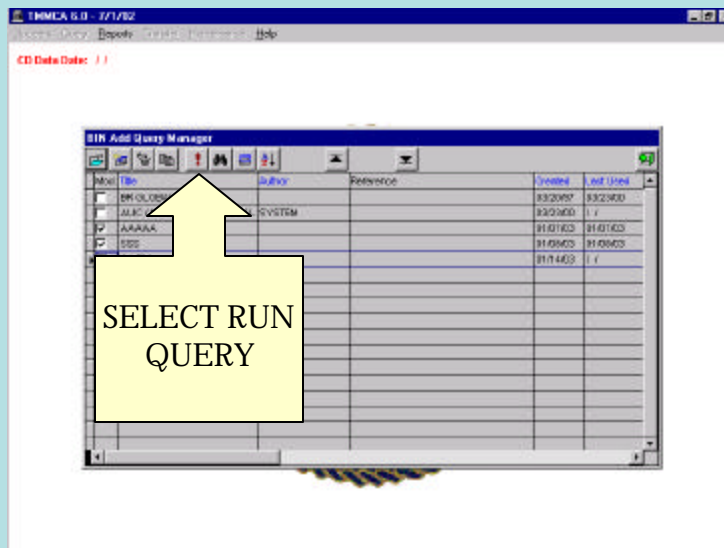 TMMCA 6.0 - 7/1/02
Reports Help
CD Data Date: / /
BIN Add Query Manager
Mod Title Author Reference Created Last Used
03/20/97 03/23/00
SYSTEM 03/23/00 / /
AAAAA 01/07/03 01/07/03
SSS 01/08/03 01/08/03
01/14/03 / /
SELECT RUN
QUERY